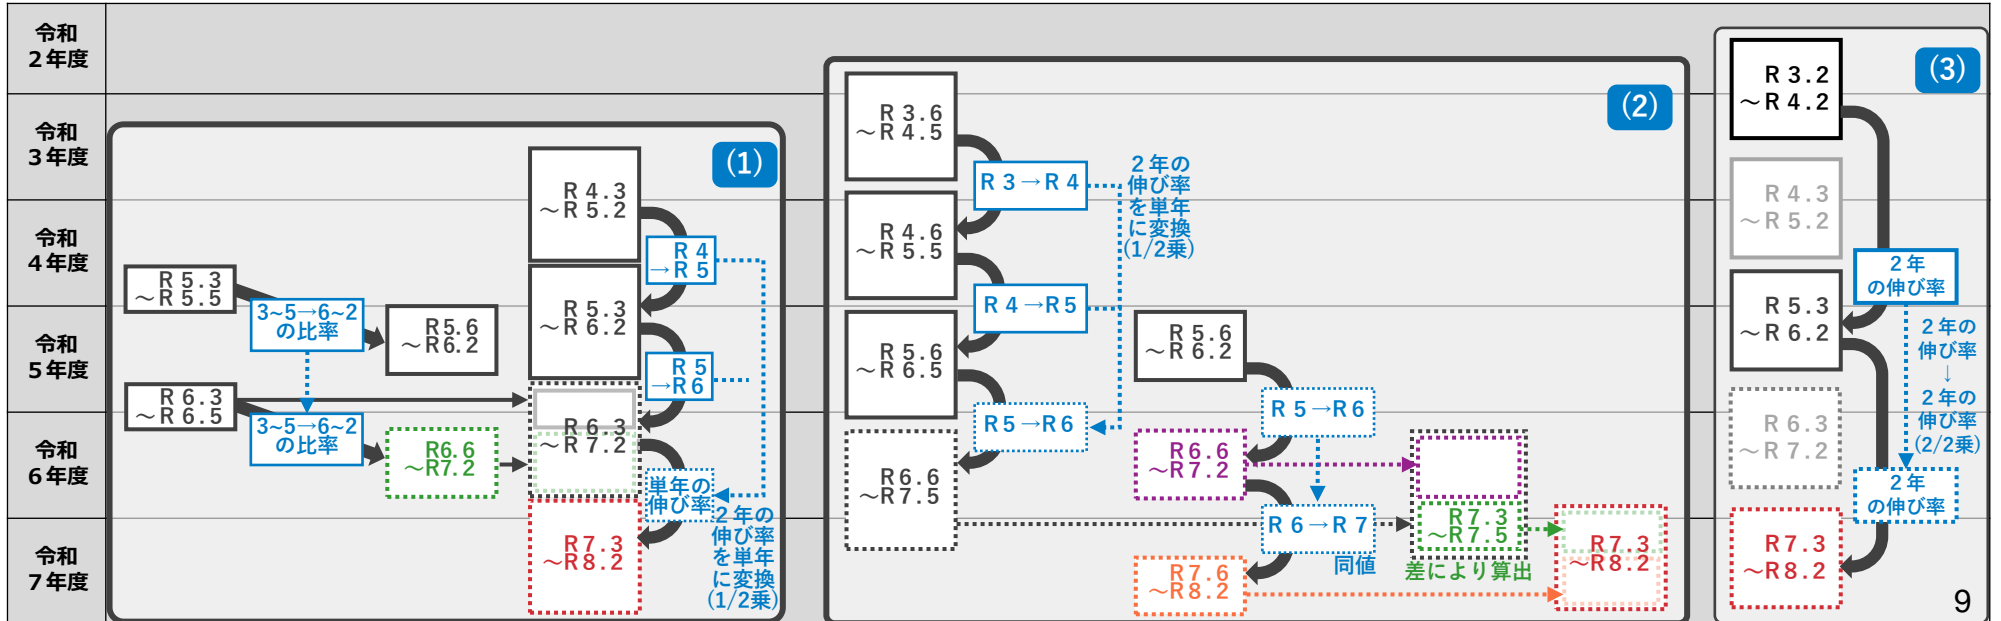 令和
２年度
令和
３年度
令和
４年度
令和
５年度
令和
６年度
令和
７年度
(1)
R 5.3
～R 5.5
3~5→6~2
の比率
R5.6
～R6.2
R 6.3
～R 6.5
3~5→6~2
の比率
R6.6
～R7.2
R 4.3
～R 5.2
R 4
→R 5
R 5.3
～R 6.2
R 5
→R6
R 6.3
～R 7.2
単年の
伸び率
R7.3
～R8.2
２年の
伸び率
を単年
に変換
(1/2乗)
(2)
R 3.6
～R 4.5
R 3→R 4
R 4.6
～R 5.5
R 4→R5
R 5.6
～R 6.5
R5→R6
R6.6
～R7.5
２年の
伸び率
を単年
に変換
(1/2乗)
R 5.6
～R 6.2
R 5→R6
R 6.6
～R 7.2
R 6→R 7
同値
R 7.6
～R 8.2
R 7.3
～R 7.5
差により算出
R7.3
～R8.2
(3)
R 3.2
～R 4.2
R 4.3
～R 5.2
２年
の伸び率
R 5.3
～R 6.2
２年の
伸び率
↓
２年の
伸び率
(2/2乗)
R 6.3
～R 7.2
２年
の伸び率
R7.3
～R8.2
9